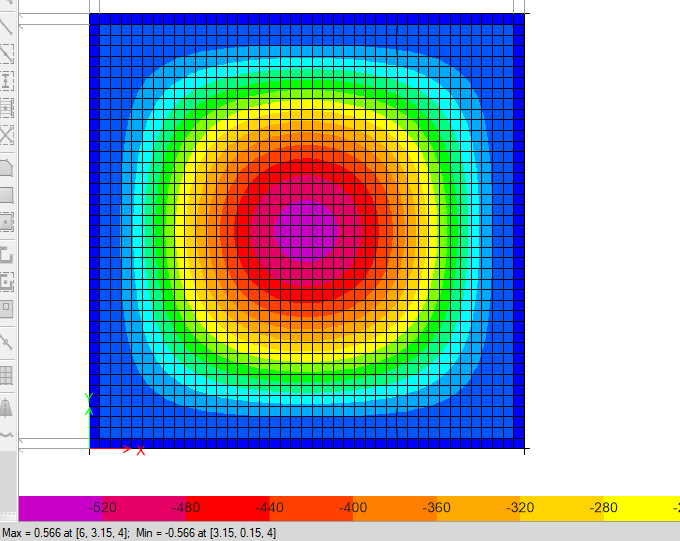 Y
X
-520 -480 -440 -400 -360 -320 -280
Max = 0.566 at [6, 3.15, 4]; Min = -0.566 at [3.15, 0.15, 4]